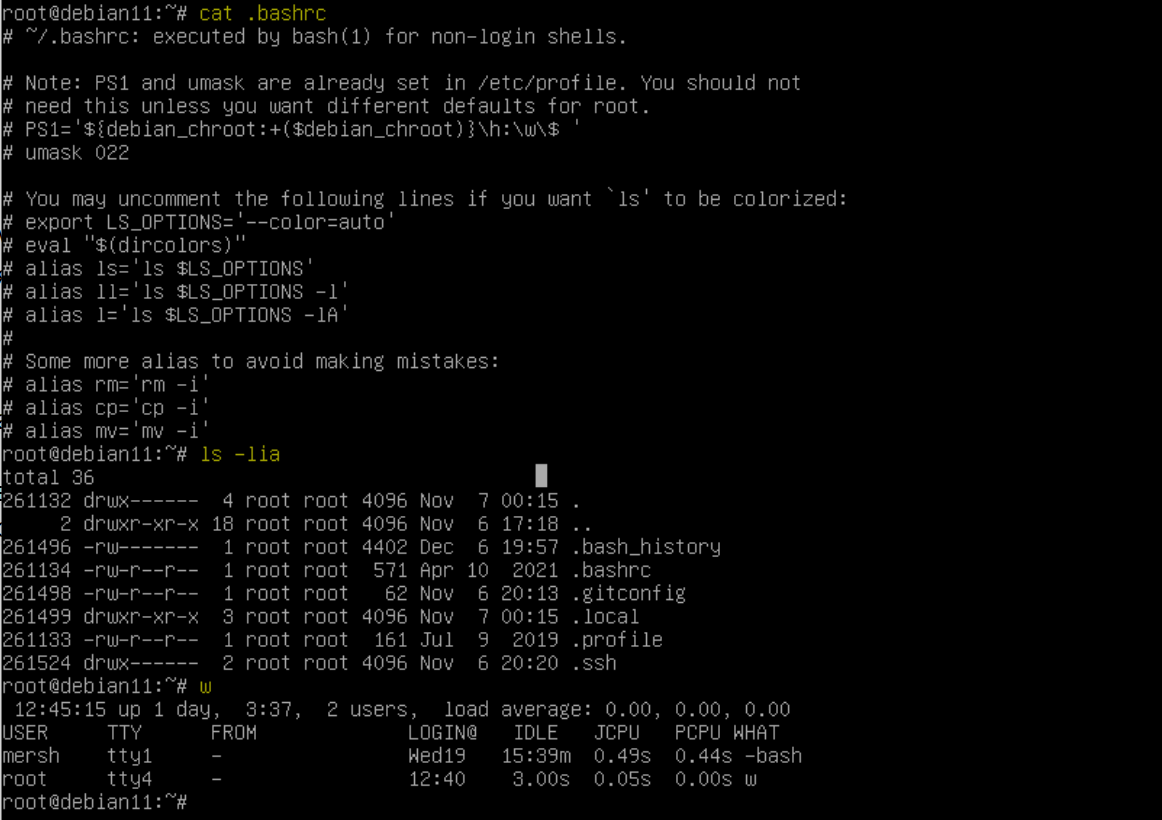 root@debian11:~# cat .bashrc
# ~/.bashrc: executed by bash(1) for non-login shells.

# Note: PS1 and umask are already set in /etc/profile. You should not
# need this unless you want different defaults for root.
# PS1='${debian_chroot:+($debian_chroot)}\h:\w\$ '
# umask 022

# You may uncomment the following lines if you want `ls' to be colorized:
# export LS_OPTIONS='--color=auto'
# eval "$(dircolors)"
# alias ls='ls $LS_OPTIONS'
# alias ll='ls $LS_OPTIONS -l'
# alias l='ls $LS_OPTIONS -lA'
#
# Some more alias to avoid making mistakes:
# alias rm='rm -i'
# alias cp='cp -i'
# alias mv='mv -i'
root@debian11:~# ls -lia
total 36
261132 drwx------  4 root root 4096 Nov  7 00:15 .
     2 drwxr-xr-x 18 root root 4096 Nov  6 17:18 ..
261496 -rw-------  1 root root 4402 Dec  6 19:57 .bash_history
261134 -rw-r--r--  1 root root  571 Apr 10  2021 .bashrc
261498 -rw-r--r--  1 root root   62 Nov  6 20:13 .gitconfig
261499 drwxr-xr-x  3 root root 4096 Nov  7 00:15 .local
261133 -rw-r--r--  1 root root  161 Jul  9  2019 .profile
261524 drwx------  2 root root 4096 Nov  6 20:20 .ssh
root@debian11:~# w
 12:45:15 up 1 day,  3:37,  2 users,  load average: 0.00, 0.00, 0.00
USER     TTY      FROM             LOGIN@   IDLE   JCPU   PCPU WHAT
mersh    tty1     -                Wed19   15:39m  0.49s  0.44s -bash
root     tty4     -                12:40    3.00s  0.05s  0.00s w
root@debian11:~#